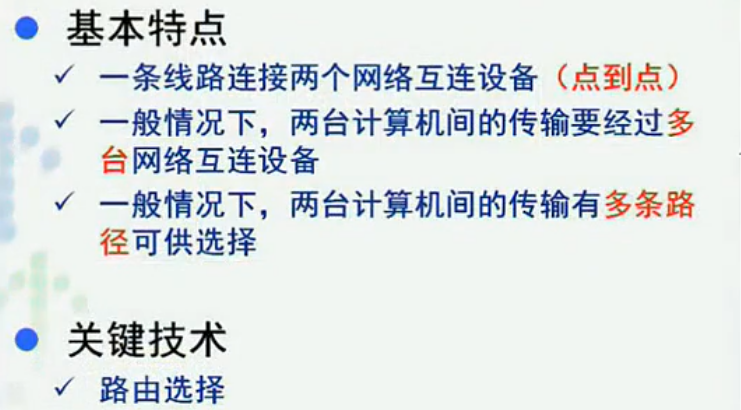 基本特点
一条线路连接两个网络互连设备（点到点）
一般情况下，两台计算机间的传输要经过多
台网络互连设备
一般情况下，两台计算机间的传输有多条路
径可供选择
关键技术
路由选择